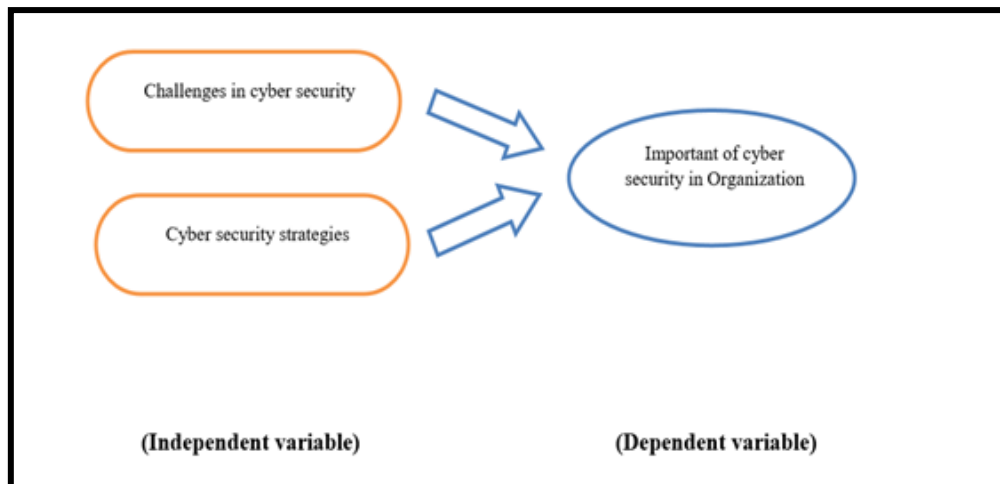 Challenges in cyber security
Important of cyber
security in Organization
Cyber security strategies
(Independent variable)
(Dependent variable)